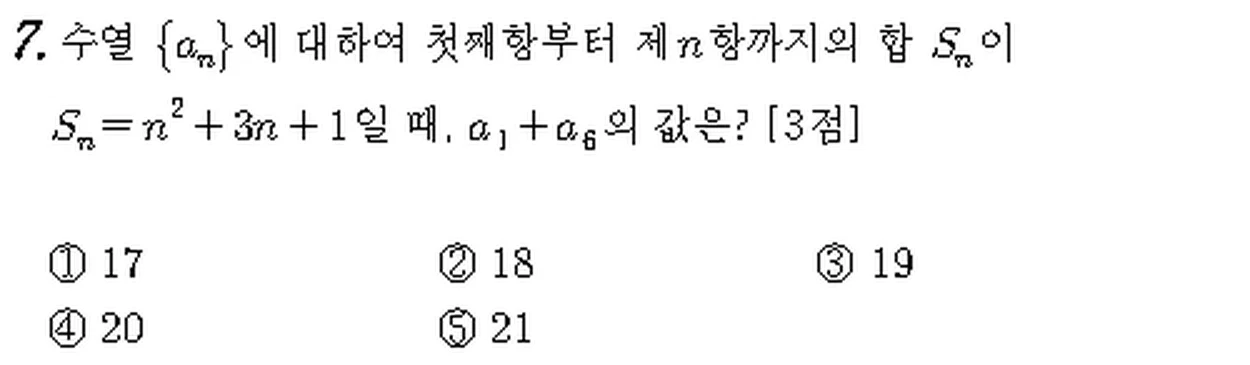 7. 수열 {aₙ}에 대하여 첫째항부터 제n항까지의 합 Sₙ이
Sₙ=n²+3n+1일 때, a₁+a₆의 값은? [3점]
① 17 ② 18 ③ 19
④ 20 ⑤ 21